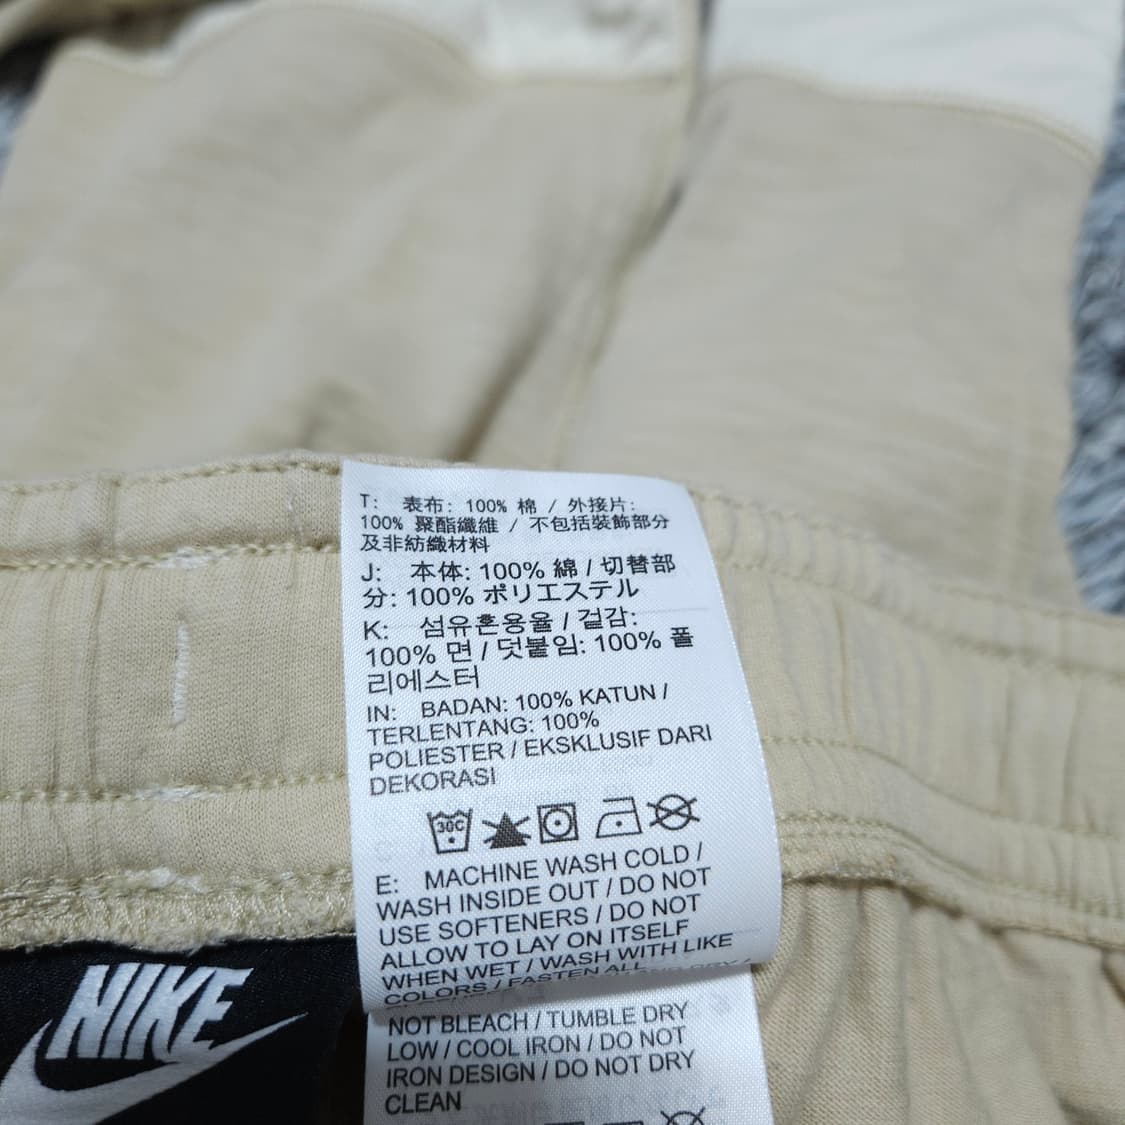 T: 表布: 100% 棉 / 外接片:
100% 聚酯纖維 / 不包括裝飾部分
及非紡織材料
J: 本体: 100% 綿 / 切替部
分: 100% ポリエステル
K: 섬유혼용율 / 겉감:
100% 면 / 덧붙임: 100% 폴
리에스터
IN: BADAN: 100% KATUN /
TERLENTANG: 100%
POLIESTER / EKSKLUSIF DARI
DEKORASI
30C
E: MACHINE WASH COLD /
WASH INSIDE OUT / DO NOT
USE SOFTENERS / DO NOT
ALLOW TO LAY ON ITSELF
WHEN WET / WASH WITH LIKE
COLORS / FASTEN ALL
NOT BLEACH / TUMBLE DRY
LOW / COOL IRON / DO NOT
IRON DESIGN / DO NOT DRY
CLEAN
NIKE